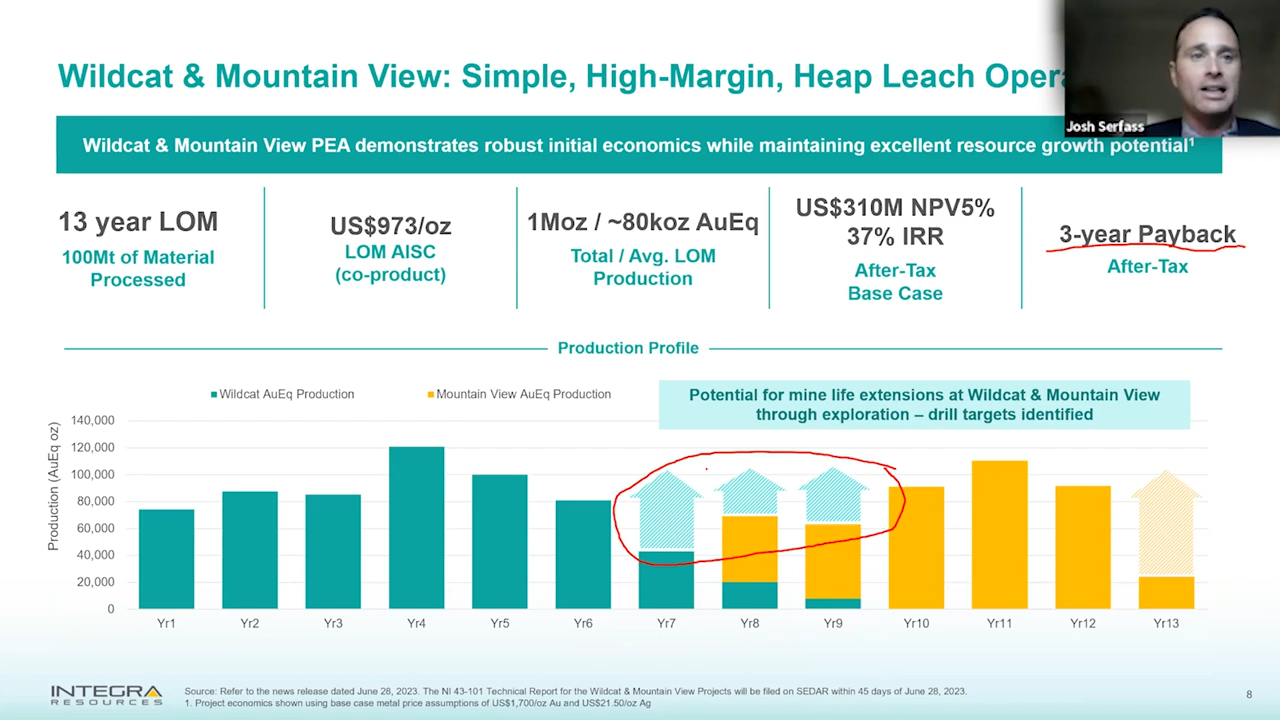 Wildcat & Mountain View: Simple, High-Margin, Heap Leach
Josh Serfass
Wildcat & Mountain View PEA demonstrates robust initial economics while maintaining excellent resource growth potential¹
13 year LOM
100Mt of Material
Processed
US$973/oz
LOM AISC
(co-product)
1Moz / ~80koz AuEq
Total / Avg. LOM
Production
US$310M NPV5%
37% IRR
After-Tax
Base Case
3-year Payback
After-Tax
Production Profile
Wildcat AuEq Production
Mountain View AuEq Production
Potential for mine life extensions at Wildcat & Mountain View
through exploration – drill targets identified
Production (AuEq oz)
140,000
120,000
100,000
80,000
60,000
40,000
20,000
0
Yr1 Yr2 Yr3 Yr4 Yr5 Yr6 Yr7 Yr8 Yr9 Yr10 Yr11 Yr12 Yr13
INTEGRA
RESOURCES
Source: Refer to the news release dated June 28, 2023. The NI 43-101 Technical Report for the Wildcat & Mountain View Projects will be filed on SEDAR within 45 days of June 28, 2023.
1. Project economics shown using base case metal price assumptions of US$1,700/oz Au and US$21.50/oz Ag
8